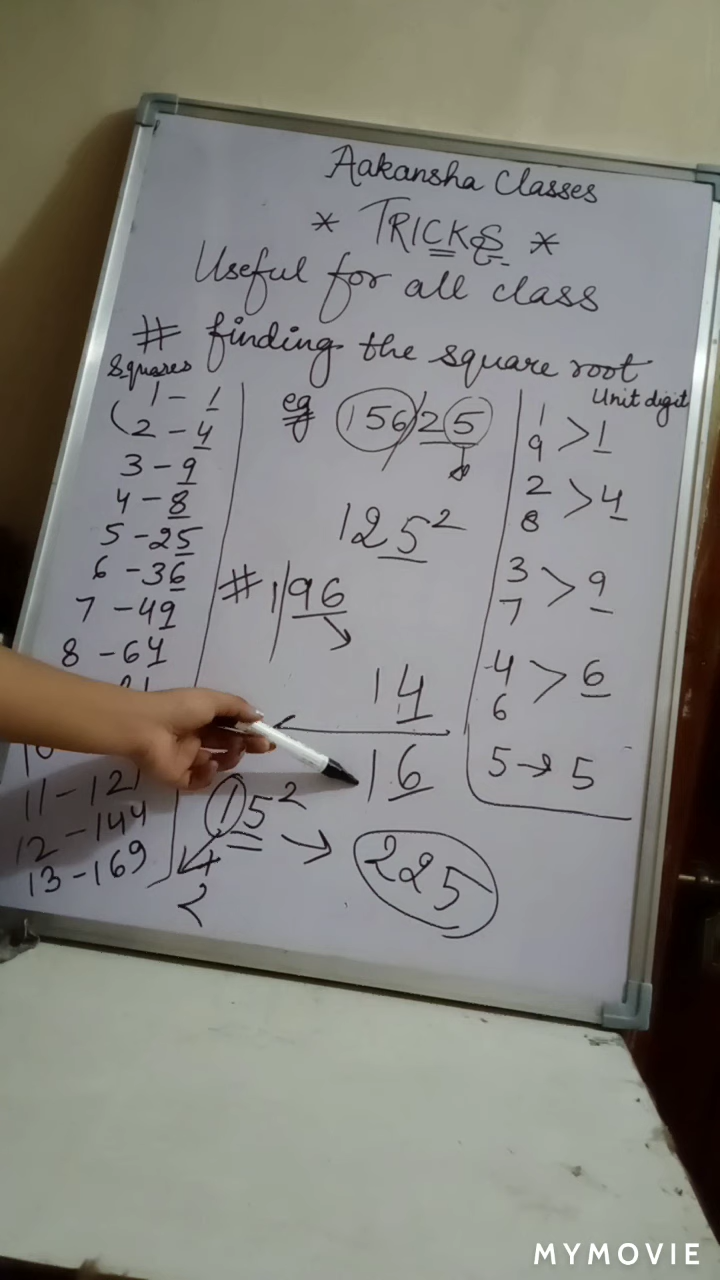 Aakansha Classes
* TRICKS *
Useful for all class
# finding the square root
Squares
1 - 1
2 - 4
3 - 9
4 - 8
5 - 25
6 - 36
7 - 49
8 - 64
11 - 121
12 - 144
13 - 169
eg 156/25
125²
# 1/96
14
16
15² → 225
2
Unit digit
1
9 > 1
2
8 > 4
3
7 > 9
4
6 > 6
5 → 5
MYMOVIE